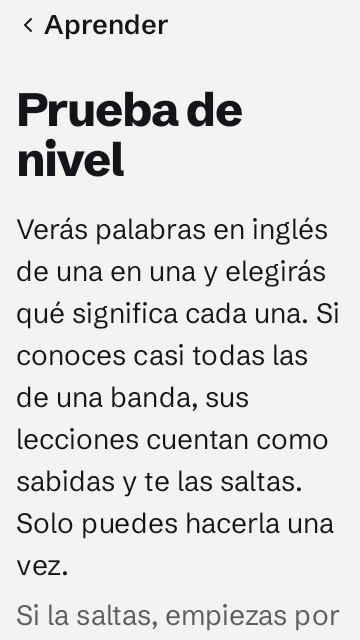 Aprender
Prueba de
nivel
Verás palabras en inglés
de una en una y elegirás
qué significa cada una. Si
conoces casi todas las
de una banda, sus
lecciones cuentan como
sabidas y te las saltas.
Solo puedes hacerla una
vez.
Si la saltas, empiezas por